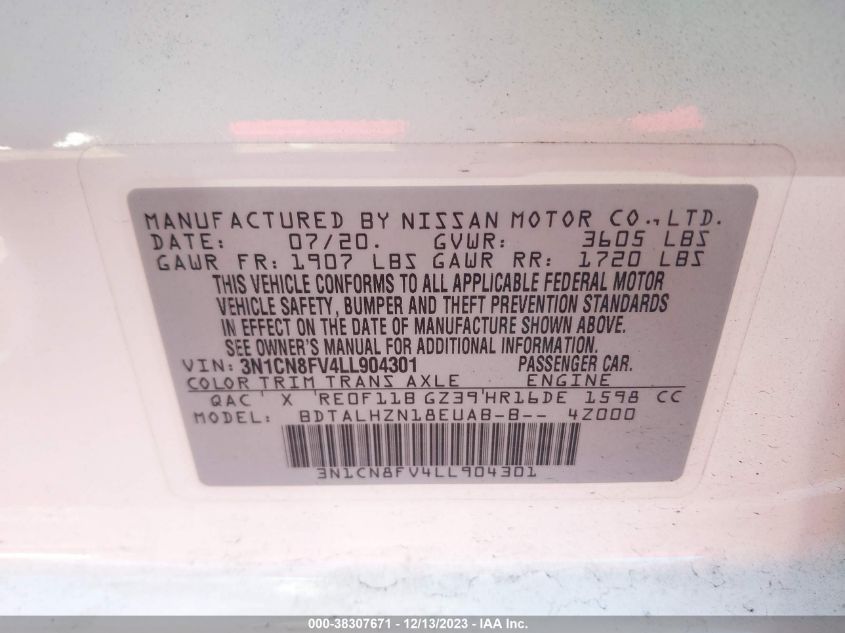 MANUFACTURED BY NISSAN MOTOR CO.,LTD.
DATE: 07/20. GVWR: 3605 LBS
GAWR FR: 1907 LBS GAWR RR: 1720 LBS
THIS VEHICLE CONFORMS TO ALL APPLICABLE FEDERAL MOTOR
VEHICLE SAFETY, BUMPER AND THEFT PREVENTION STANDARDS
IN EFFECT ON THE DATE OF MANUFACTURE SHOWN ABOVE.
SEE OWNER'S MANUAL FOR ADDITIONAL INFORMATION.
VIN: 3N1CN8FV4LL904301 PASSENGER CAR.
COLOR TRIM TRANS AXLE ENGINE
QAC X RE0F11B GZ39 HR16DE 1598 CC
MODEL: BDTALHZN18EUAB-B-- 4Z000
3N1CN8FV4LL904301
000-38307671 - 12/13/2023 - IAA Inc.